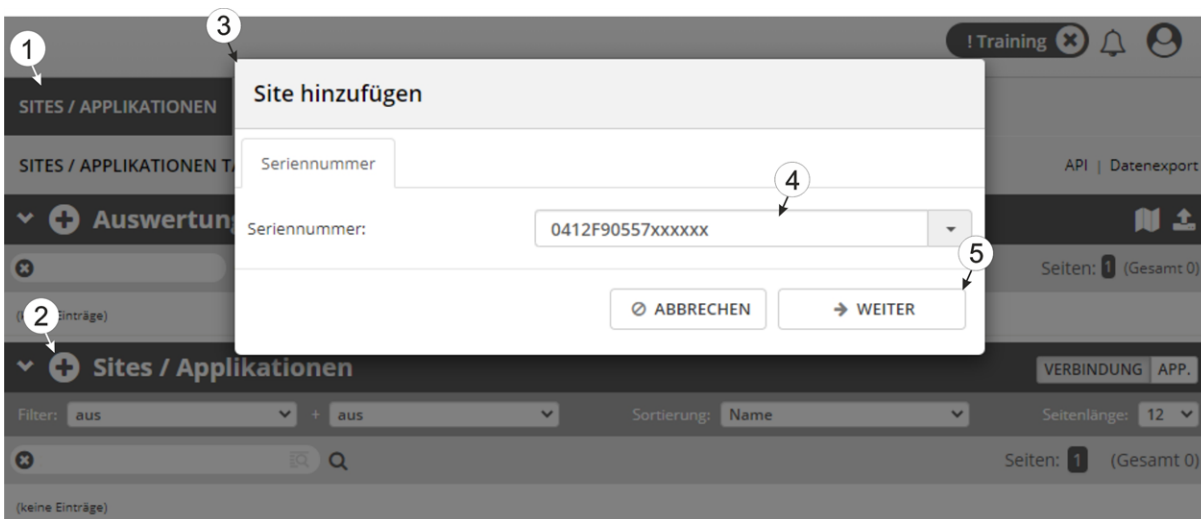 3
1
! Training
Site hinzufügen
SITES / APPLIKATIONEN
Seriennummer
SITES / APPLIKATIONEN
API | Datenexport
4
Auswertun
Seriennummer: 0412F90557xxxxxx
5
Seiten: 1 (Gesamt 0)
ABBRECHEN WEITER
2
Einträge)
Sites / Applikationen
VERBINDUNG APP.
Filter: aus + aus Sortierung: Name Seitenlänge: 12
Seiten: 1 (Gesamt 0)
(keine Einträge)